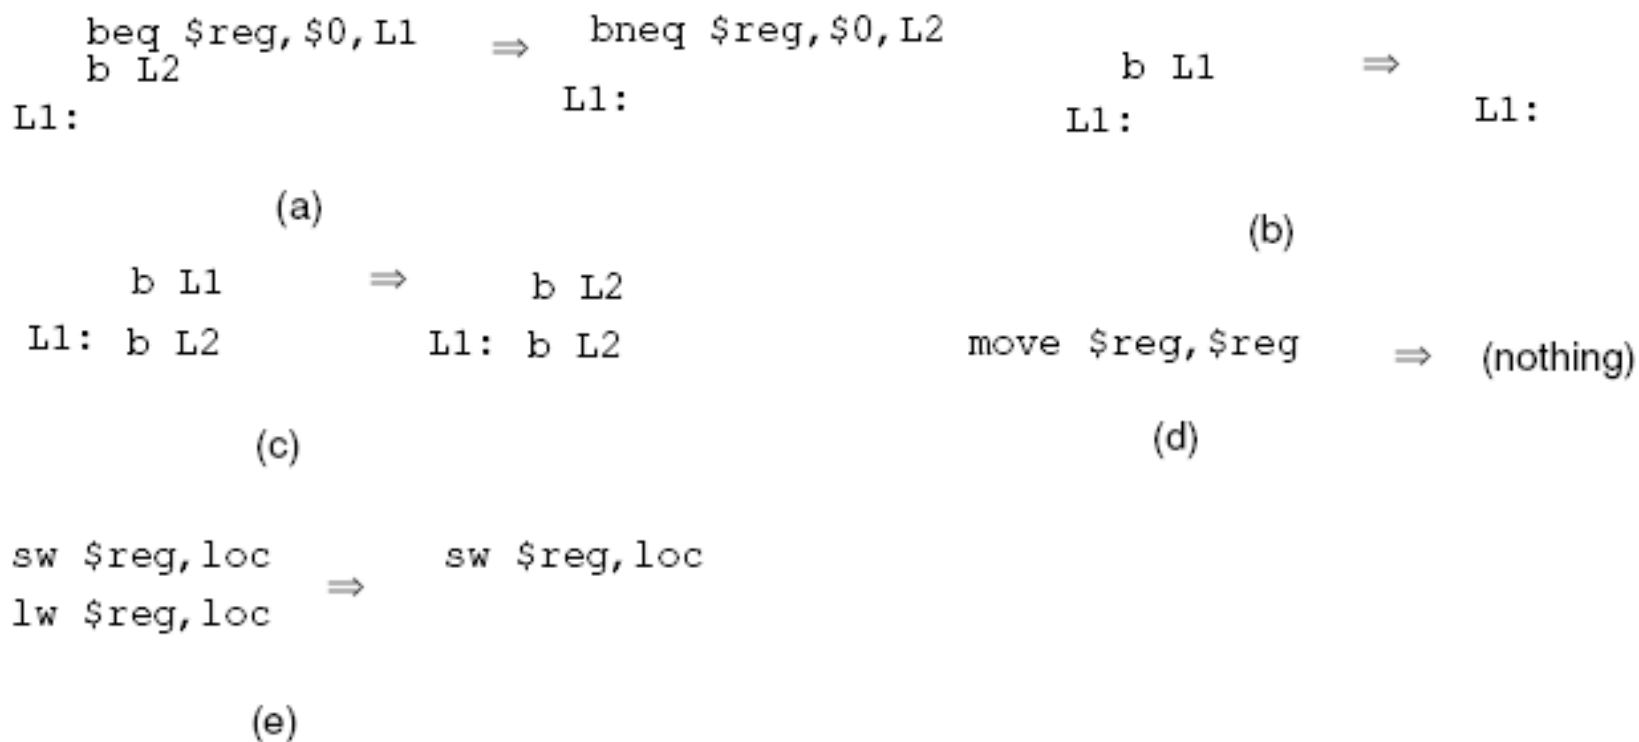 beq $reg,$0,L1 ⇒ bneq $reg,$0,L2
b L2
L1: L1:
(a)
b L1 ⇒
L1: L1:
(b)
b L1 ⇒ b L2
L1: b L2 L1: b L2
(c)
move $reg,$reg ⇒ (nothing)
(d)
sw $reg,loc ⇒ sw $reg,loc
lw $reg,loc
(e)